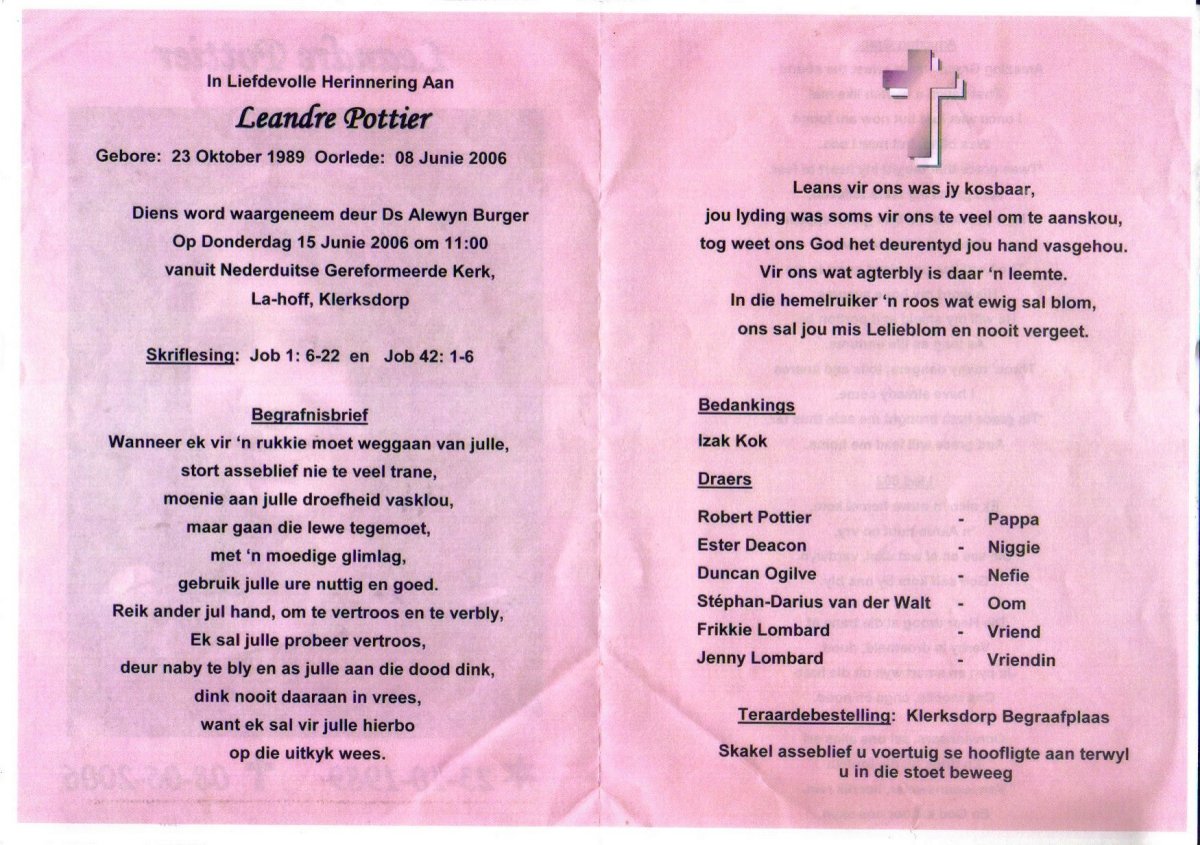 In Liefdevolle Herinnering Aan
Leandre Pottier
Gebore: 23 Oktober 1989 Oorlede: 08 Junie 2006
Diens word waargeneem deur Ds Alewyn Burger
Op Donderdag 15 Junie 2006 om 11:00
vanuit Nederduitse Gereformeerde Kerk,
La-hoff, Klerksdorp
Skriflesing: Job 1: 6-22 en Job 42: 1-6
Begrafnisbrief
Wanneer ek vir ‘n rukkie moet weggaan van julle,
stort asseblief nie te veel trane,
moenie aan julle droefheid vasklou,
maar gaan die lewe tegemoet,
met ‘n moedige glimlag,
gebruik julle ure nuttig en goed.
Reik ander jul hand, om te vertroos en te verbly,
Ek sal julle probeer vertroos,
deur naby te bly en as julle aan die dood dink,
dink nooit daaraan in vrees,
want ek sal vir julle hierbo
op die uitkyk wees.
Leans vir ons was jy kosbaar,
jou lyding was soms vir ons te veel om te aanskou,
tog weet ons God het deurentyd jou hand vasgehou.
Vir ons wat agterbly is daar ‘n leemte.
In die hemelruiker ‘n roos wat ewig sal blom,
ons sal jou mis Lelieblom en nooit vergeet.
Bedankings
Izak Kok
Draers
Robert Pottier - Pappa
Ester Deacon - Niggie
Duncan Ogilve - Nefie
Stéphan-Darius van der Walt - Oom
Frikkie Lombard - Vriend
Jenny Lombard - Vriendin
Teraardebestelling: Klerksdorp Begraafplaas
Skakel asseblief u voertuig se hoofligte aan terwyl
u in die stoet beweeg